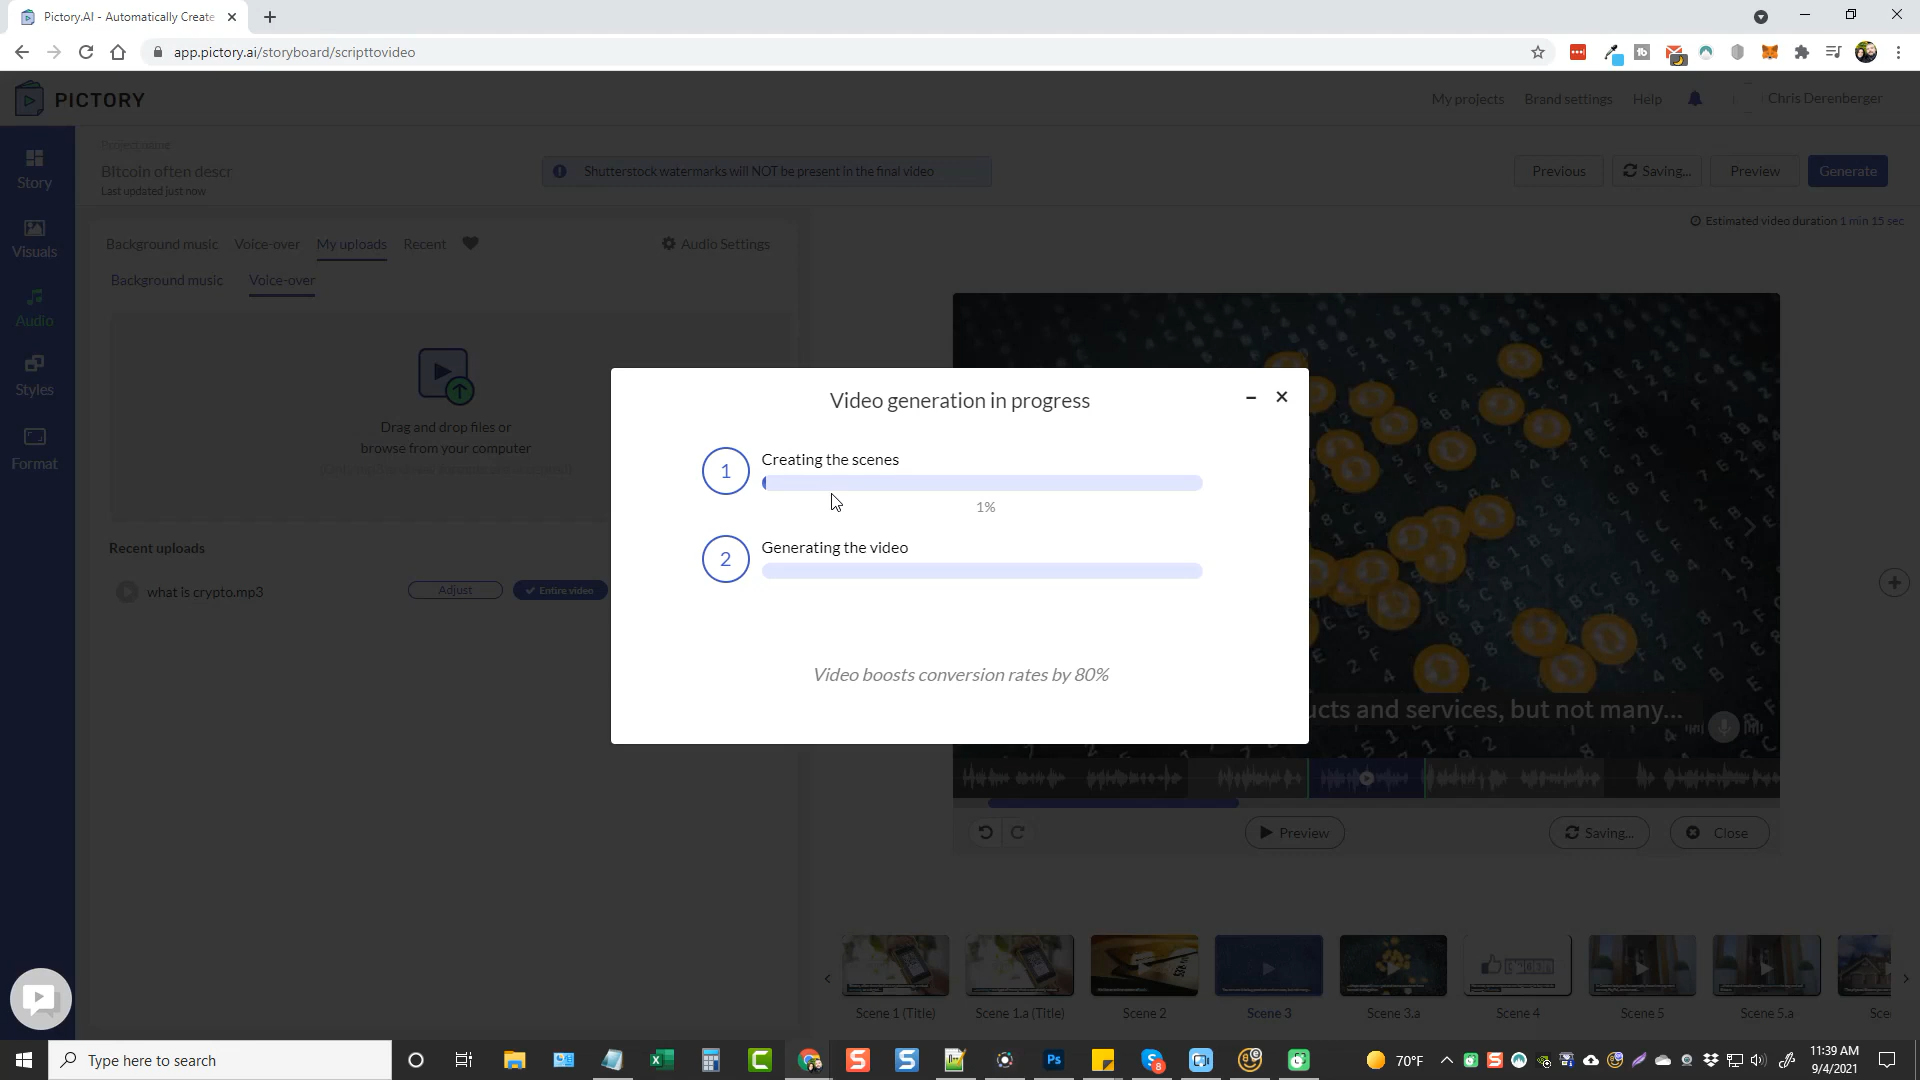 Pictory.AI - Automatically Create
app.pictory.ai/storyboard/scripttovideo
PICTORY
My projects
Brand settings
Help
Chris Derenberger
Project name
BItcoin often descr
Last updated just now
Shutterstock watermarks will NOT be present in the final video
Previous
Saving...
Preview
Generate
Estimated video duration 1 min 15 sec
Story
Visuals
Audio
Styles
Format
Background music
Voice-over
My uploads
Recent
Audio Settings
Background music
Voice-over
Drag and drop files or
browse from your computer
Recent uploads
what is crypto.mp3
Adjust
Entire video
Video generation in progress
1
Creating the scenes
1%
2
Generating the video
Video boosts conversion rates by 80%
ucts and services, but not many...
Preview
Saving...
Close
Scene 1 (Title)
Scene 1.a (Title)
Scene 2
Scene 3
Scene 3.a
Scene 4
Scene 5
Scene 5.a
Sce
Type here to search
70°F
11:39 AM
9/4/2021